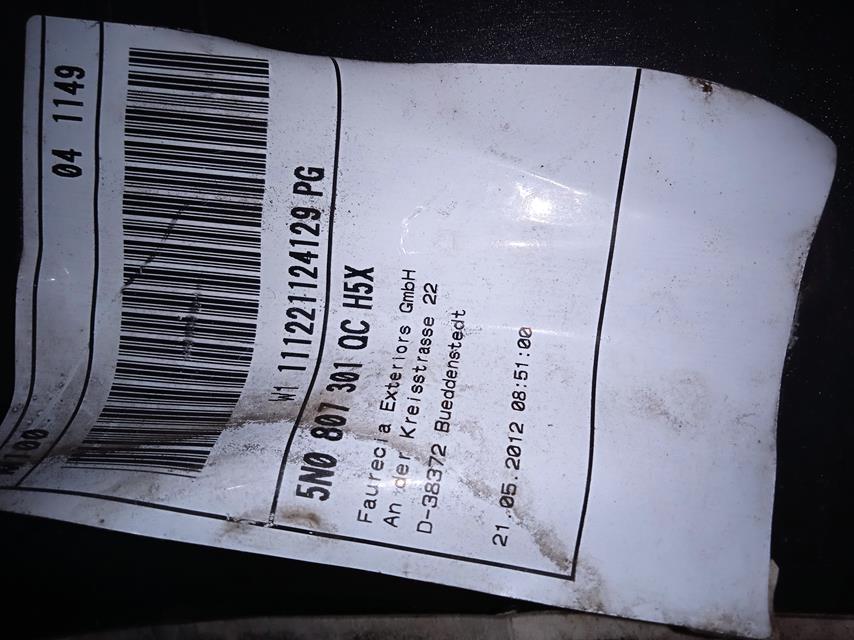 04 1149
W1 111221124129 PG
5N0 807 301 QC H5X
Faurecia Exteriors GmbH
An der Kreisstrasse 22
D-38372 Bueddenstedt
21.05.2012 08:51:00